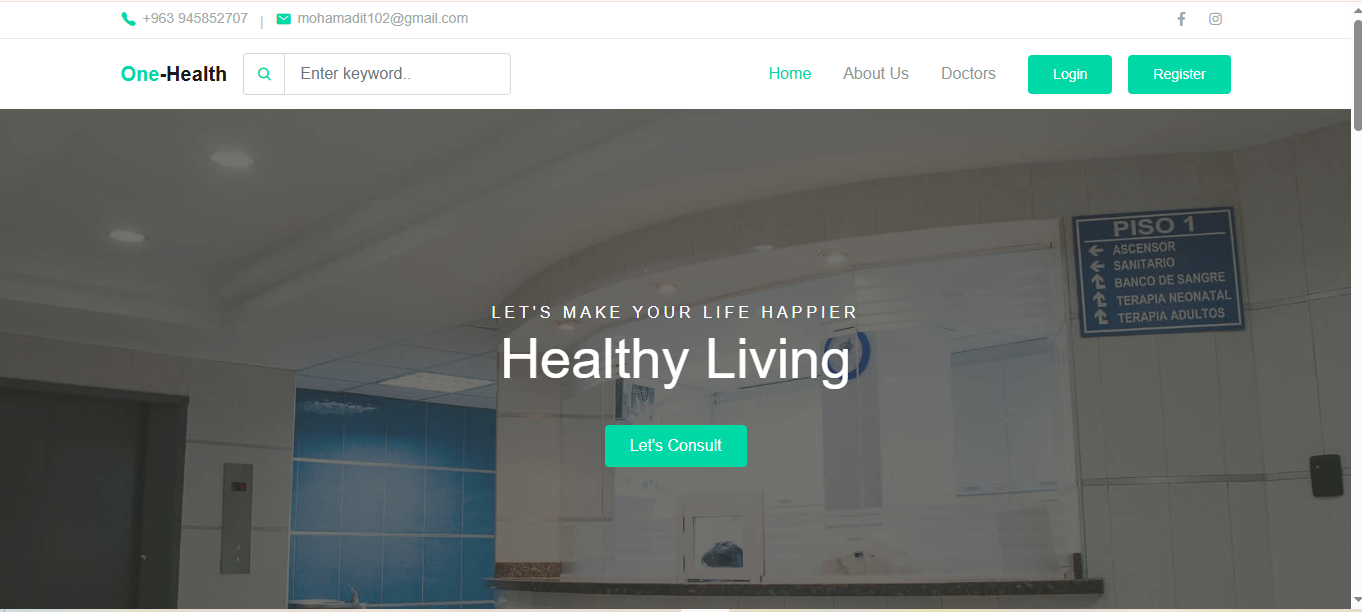 +963 945852707 | mohamadit102@gmail.com
One-Health
Enter keyword..
Home
About Us
Doctors
Login
Register
PISO 1
ASCENSOR
SANITARIO
BANCO DE SANGRE
TERAPIA NEONATAL
TERAPIA ADULTOS
LET'S MAKE YOUR LIFE HAPPIER
Healthy Living
Let's Consult